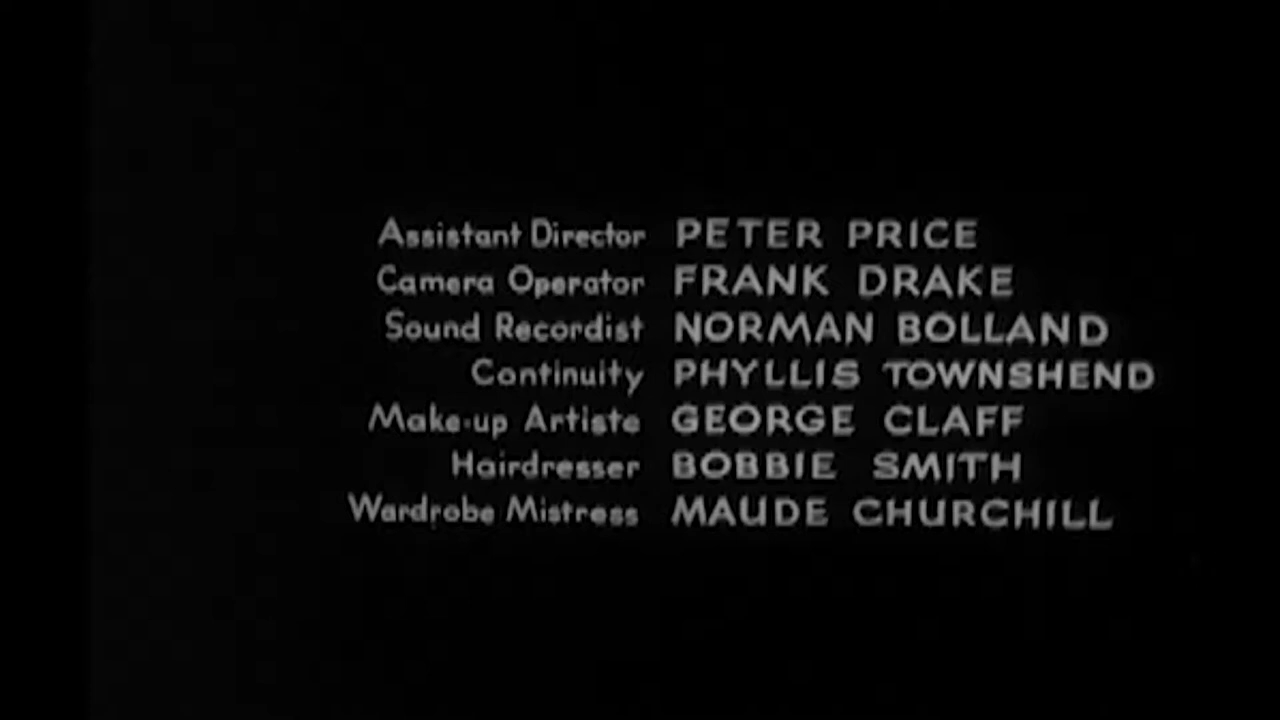 Assistant Director PETER PRICE
Camera Operator FRANK DRAKE
Sound Recordist NORMAN BOLLAND
Continuity PHYLLIS TOWNSHEND
Make-up Artiste GEORGE CLAFF
Hairdresser BOBBIE SMITH
Wardrobe Mistress MAUDE CHURCHILL